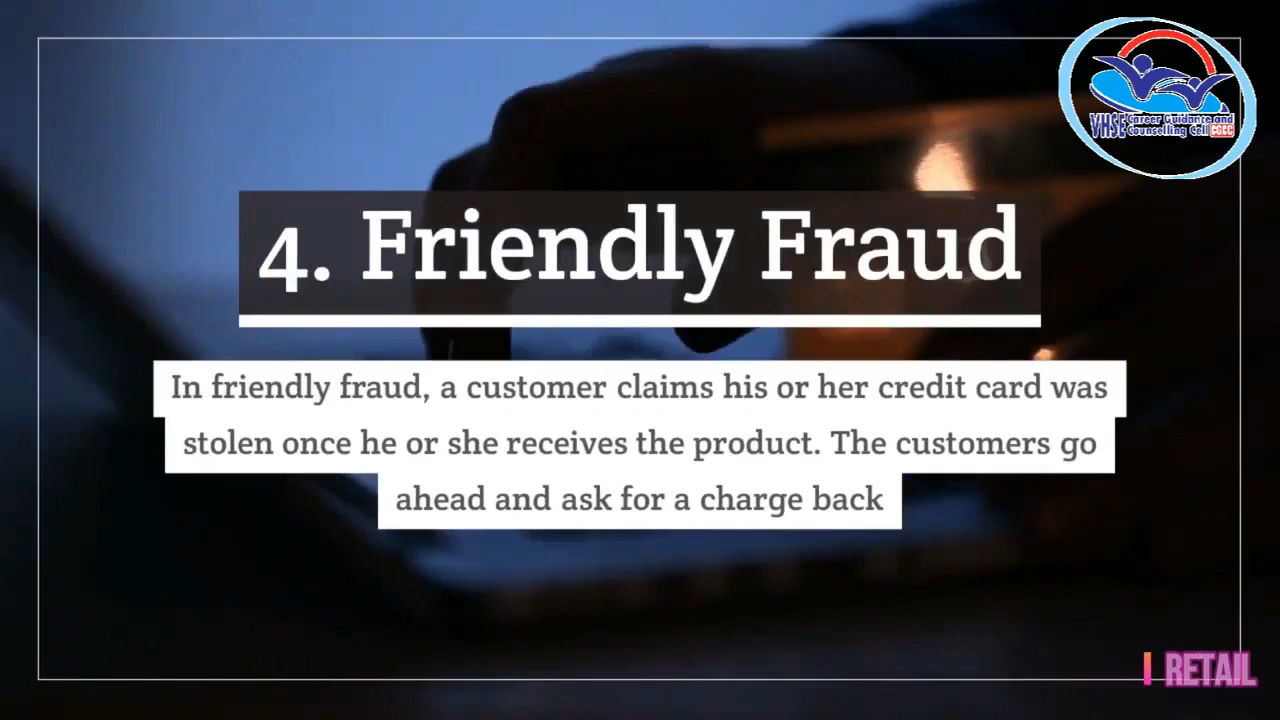 VHSE Career Guidance and
Counselling Cell CGCC
4. Friendly Fraud
In friendly fraud, a customer claims his or her credit card was
stolen once he or she receives the product. The customers go
ahead and ask for a charge back
RETAIL